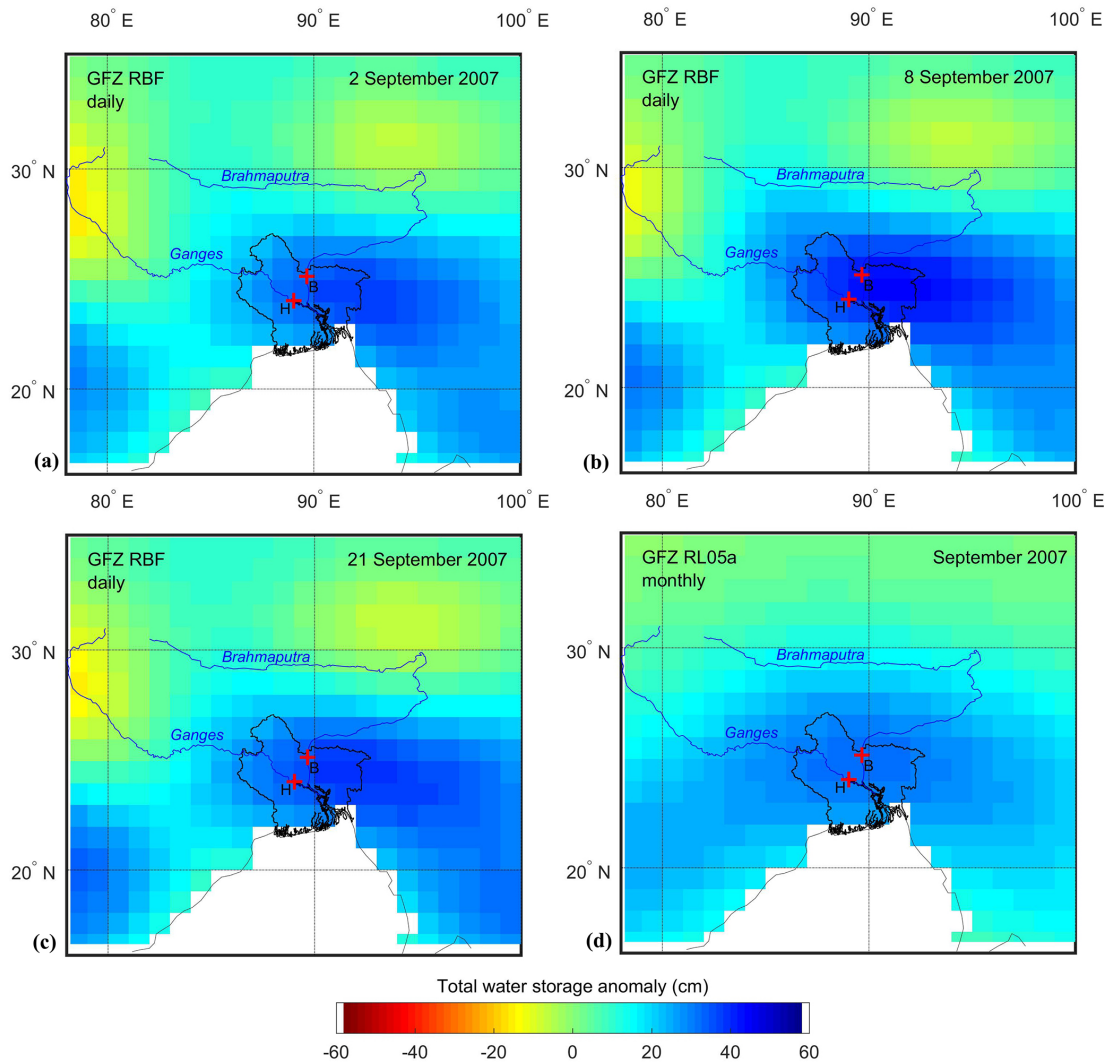 80° E 90° E 100° E 80° E 90° E 100° E
GFZ RBF 2 September 2007
daily
30° N
Brahmaputra
Ganges
B
H
20° N
(a)
GFZ RBF 8 September 2007
daily
30° N
Brahmaputra
Ganges
B
H
20° N
(b)
80° E 90° E 100° E 80° E 90° E 100° E
GFZ RBF 21 September 2007
daily
30° N
Brahmaputra
Ganges
B
H
20° N
(c)
GFZ RL05a September 2007
monthly
30° N
Brahmaputra
Ganges
B
H
20° N
(d)
Total water storage anomaly (cm)
-60 -40 -20 0 20 40 60